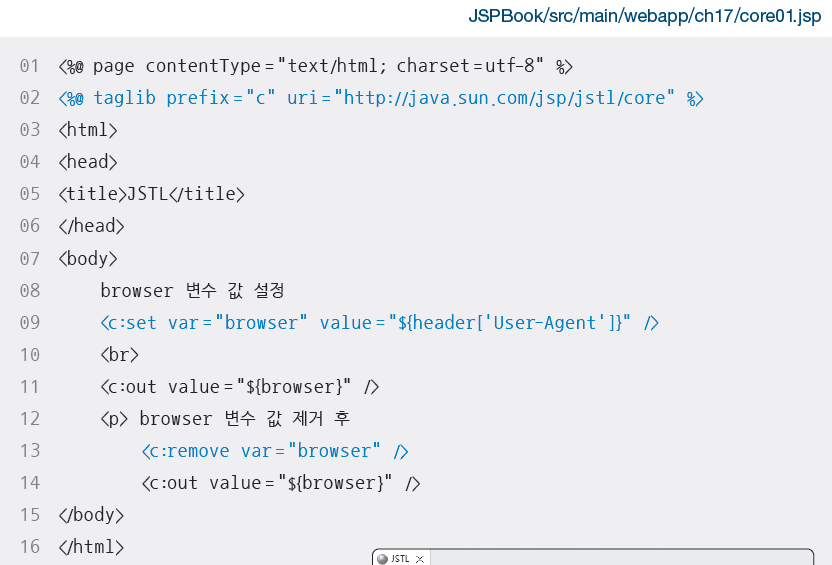 JSPBook/src/main/webapp/ch17/core01.jsp
01 <%@ page contentType="text/html; charset=utf-8" %>
02 <%@ taglib prefix="c" uri="http://java.sun.com/jsp/jstl/core" %>
03 <html>
04 <head>
05 <title>JSTL</title>
06 </head>
07 <body>
08 browser 변수 값 설정
09 <c:set var="browser" value="${header['User-Agent']}" />
10 <br>
11 <c:out value="${browser}" />
12 <p> browser 변수 값 제거 후
13 <c:remove var="browser" />
14 <c:out value="${browser}" />
15 </body>
16 </html>
JSTL ×